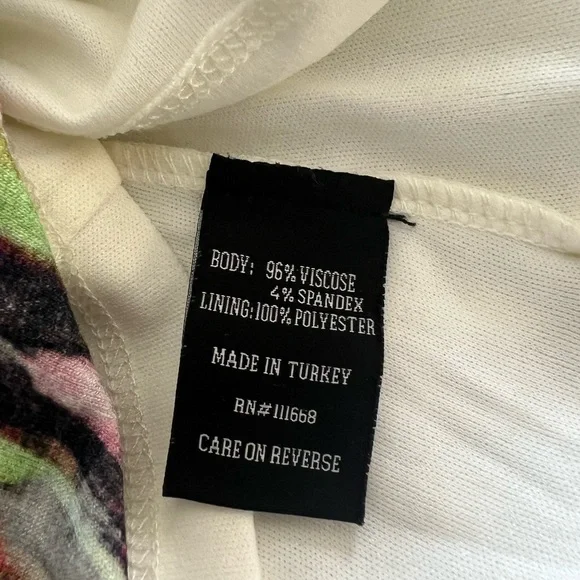 BODY: 96% VISCOSE
4% SPANDEX
LINING:100% POLYESTER
MADE IN TURKEY
RN#111668
CARE ON REVERSE